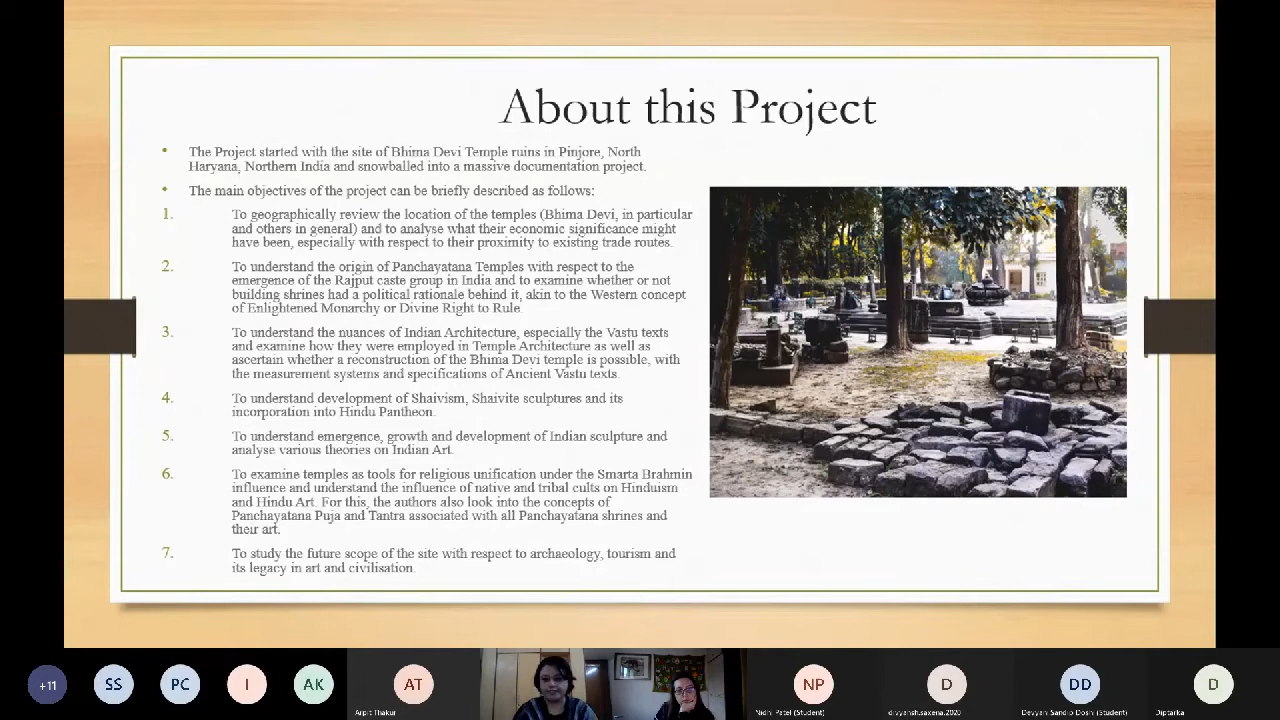 About this Project
• The Project started with the site of Bhima Devi Temple ruins in Pinjore, North
Haryana, Northern India and snowballed into a massive documentation project.
• The main objectives of the project can be briefly described as follows:
1. To geographically review the location of the temples (Bhima Devi, in particular
and others in general) and to analyse what their economic significance might
have been, especially with respect to their proximity to existing trade routes.
2. To understand the origin of Panchayatana Temples with respect to the
emergence of the Rajput caste group in India and to examine whether or not
building shrines had a political rationale behind it, akin to the Western concept
of Enlightened Monarchy or Divine Right to Rule.
3. To understand the nuances of Indian Architecture, especially the Vastu texts
and examine how they were employed in Temple Architecture as well as
ascertain whether a reconstruction of the Bhima Devi temple is possible, with
the measurement systems and specifications of Ancient Vastu texts.
4. To understand development of Shaivism, Shaivite sculptures and its
incorporation into Hindu Pantheon.
5. To understand emergence, growth and development of Indian sculpture and
analyse various theories on Indian Art.
6. To examine temples as tools for religious unification under the Smarta Brahmin
influence and understand the influence of native and tribal cults on Hinduism
and Hindu Art. For this, the authors also look into the concepts of
Panchayatana Puja and Tantra associated with all Panchayatana shrines and
their art.
7. To study the future scope of the site with respect to archaeology, tourism and
its legacy in art and civilisation.
+11
SS
PC
I
AK
AT
NP
D
DD
D
Arpit Thakur
Nidhi Patel (Student)
divyansh.saxena.2020
Devyani Sandip Doshi (Student)
Diptarka